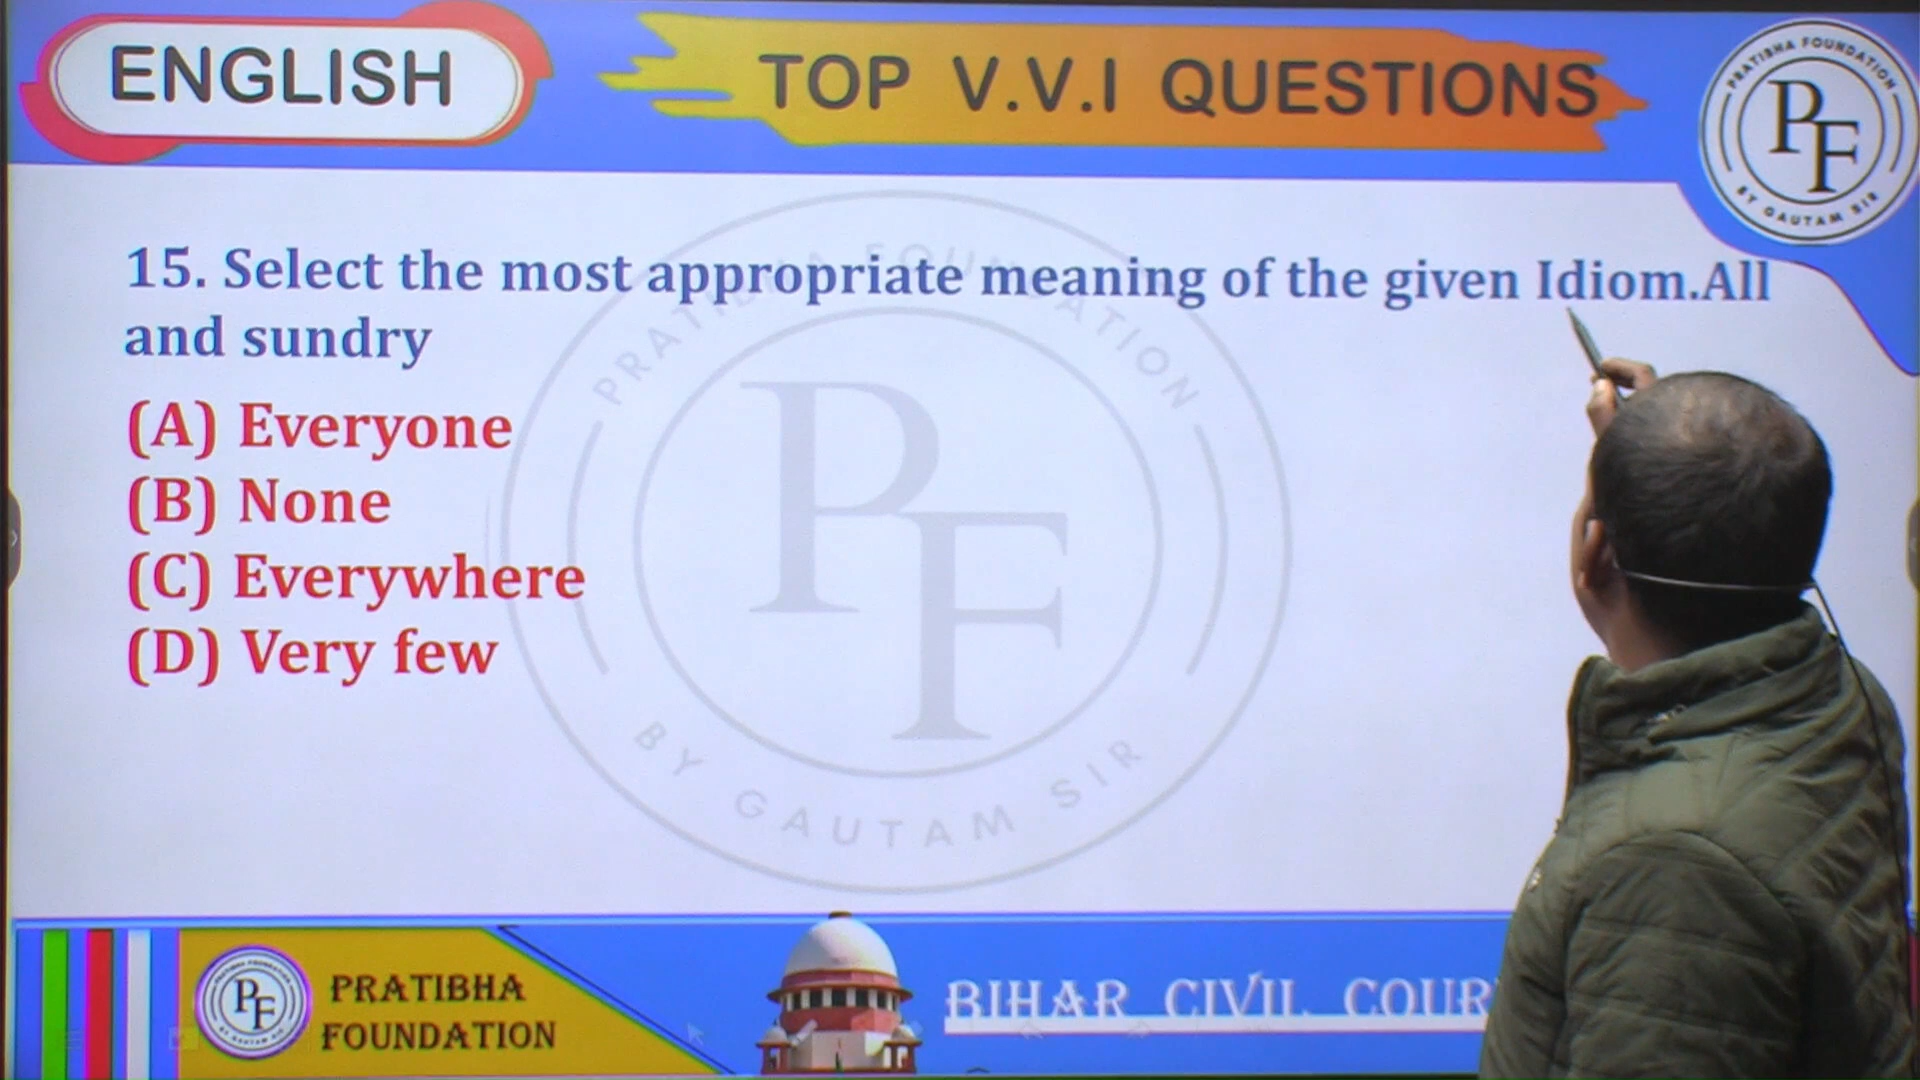 ENGLISH
TOP V.V.I QUESTIONS
PRATIBHA FOUNDATION
PF
BY GAUTAM SIR
15. Select the most appropriate meaning of the given Idiom.All
and sundry
(A) Everyone
(B) None
(C) Everywhere
(D) Very few
PRATIBHA FOUNDATION
PF
BY GAUTAM SIR
PF
PRATIBHA
FOUNDATION
BIHAR CIVIL COUR